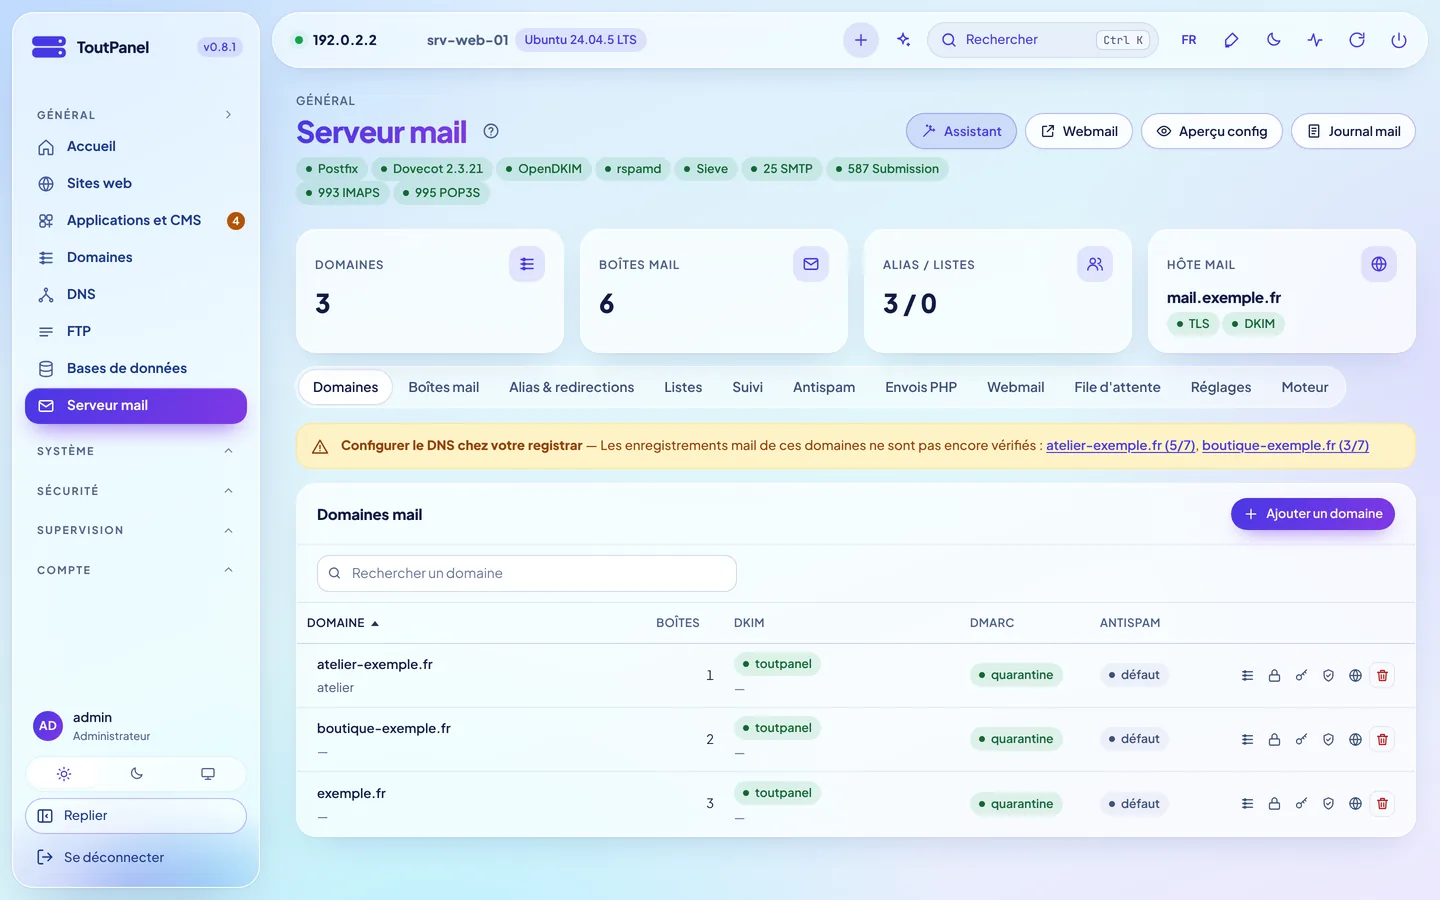 ToutPanel
v0.8.1
GÉNÉRAL
Accueil
Sites web
Applications et CMS
4
Domaines
DNS
FTP
Bases de données
Serveur mail
SYSTÈME
SÉCURITÉ
SUPERVISION
COMPTE
AD
admin
Administrateur
Replier
Se déconnecter
192.0.2.2
srv-web-01
Ubuntu 24.04.5 LTS
Rechercher
Ctrl K
FR
GÉNÉRAL
Serveur mail
Assistant
Webmail
Aperçu config
Journal mail
Postfix
Dovecot 2.3.21
OpenDKIM
rspamd
Sieve
25 SMTP
587 Submission
993 IMAPS
995 POP3S
DOMAINES
3
BOÎTES MAIL
6
ALIAS / LISTES
3 / 0
HÔTE MAIL
mail.exemple.fr
TLS
DKIM
Domaines
Boîtes mail
Alias & redirections
Listes
Suivi
Antispam
Envois PHP
Webmail
File d'attente
Réglages
Moteur
Configurer le DNS chez votre registrar — Les enregistrements mail de ces domaines ne sont pas encore vérifiés : atelier-exemple.fr (5/7), boutique-exemple.fr (3/7)
Domaines mail
Ajouter un domaine
Rechercher un domaine
DOMAINE
BOÎTES
DKIM
DMARC
ANTISPAM
atelier-exemple.fr
atelier
1
toutpanel
—
quarantine
défaut
boutique-exemple.fr
—
2
toutpanel
—
quarantine
défaut
exemple.fr
—
3
toutpanel
—
quarantine
défaut